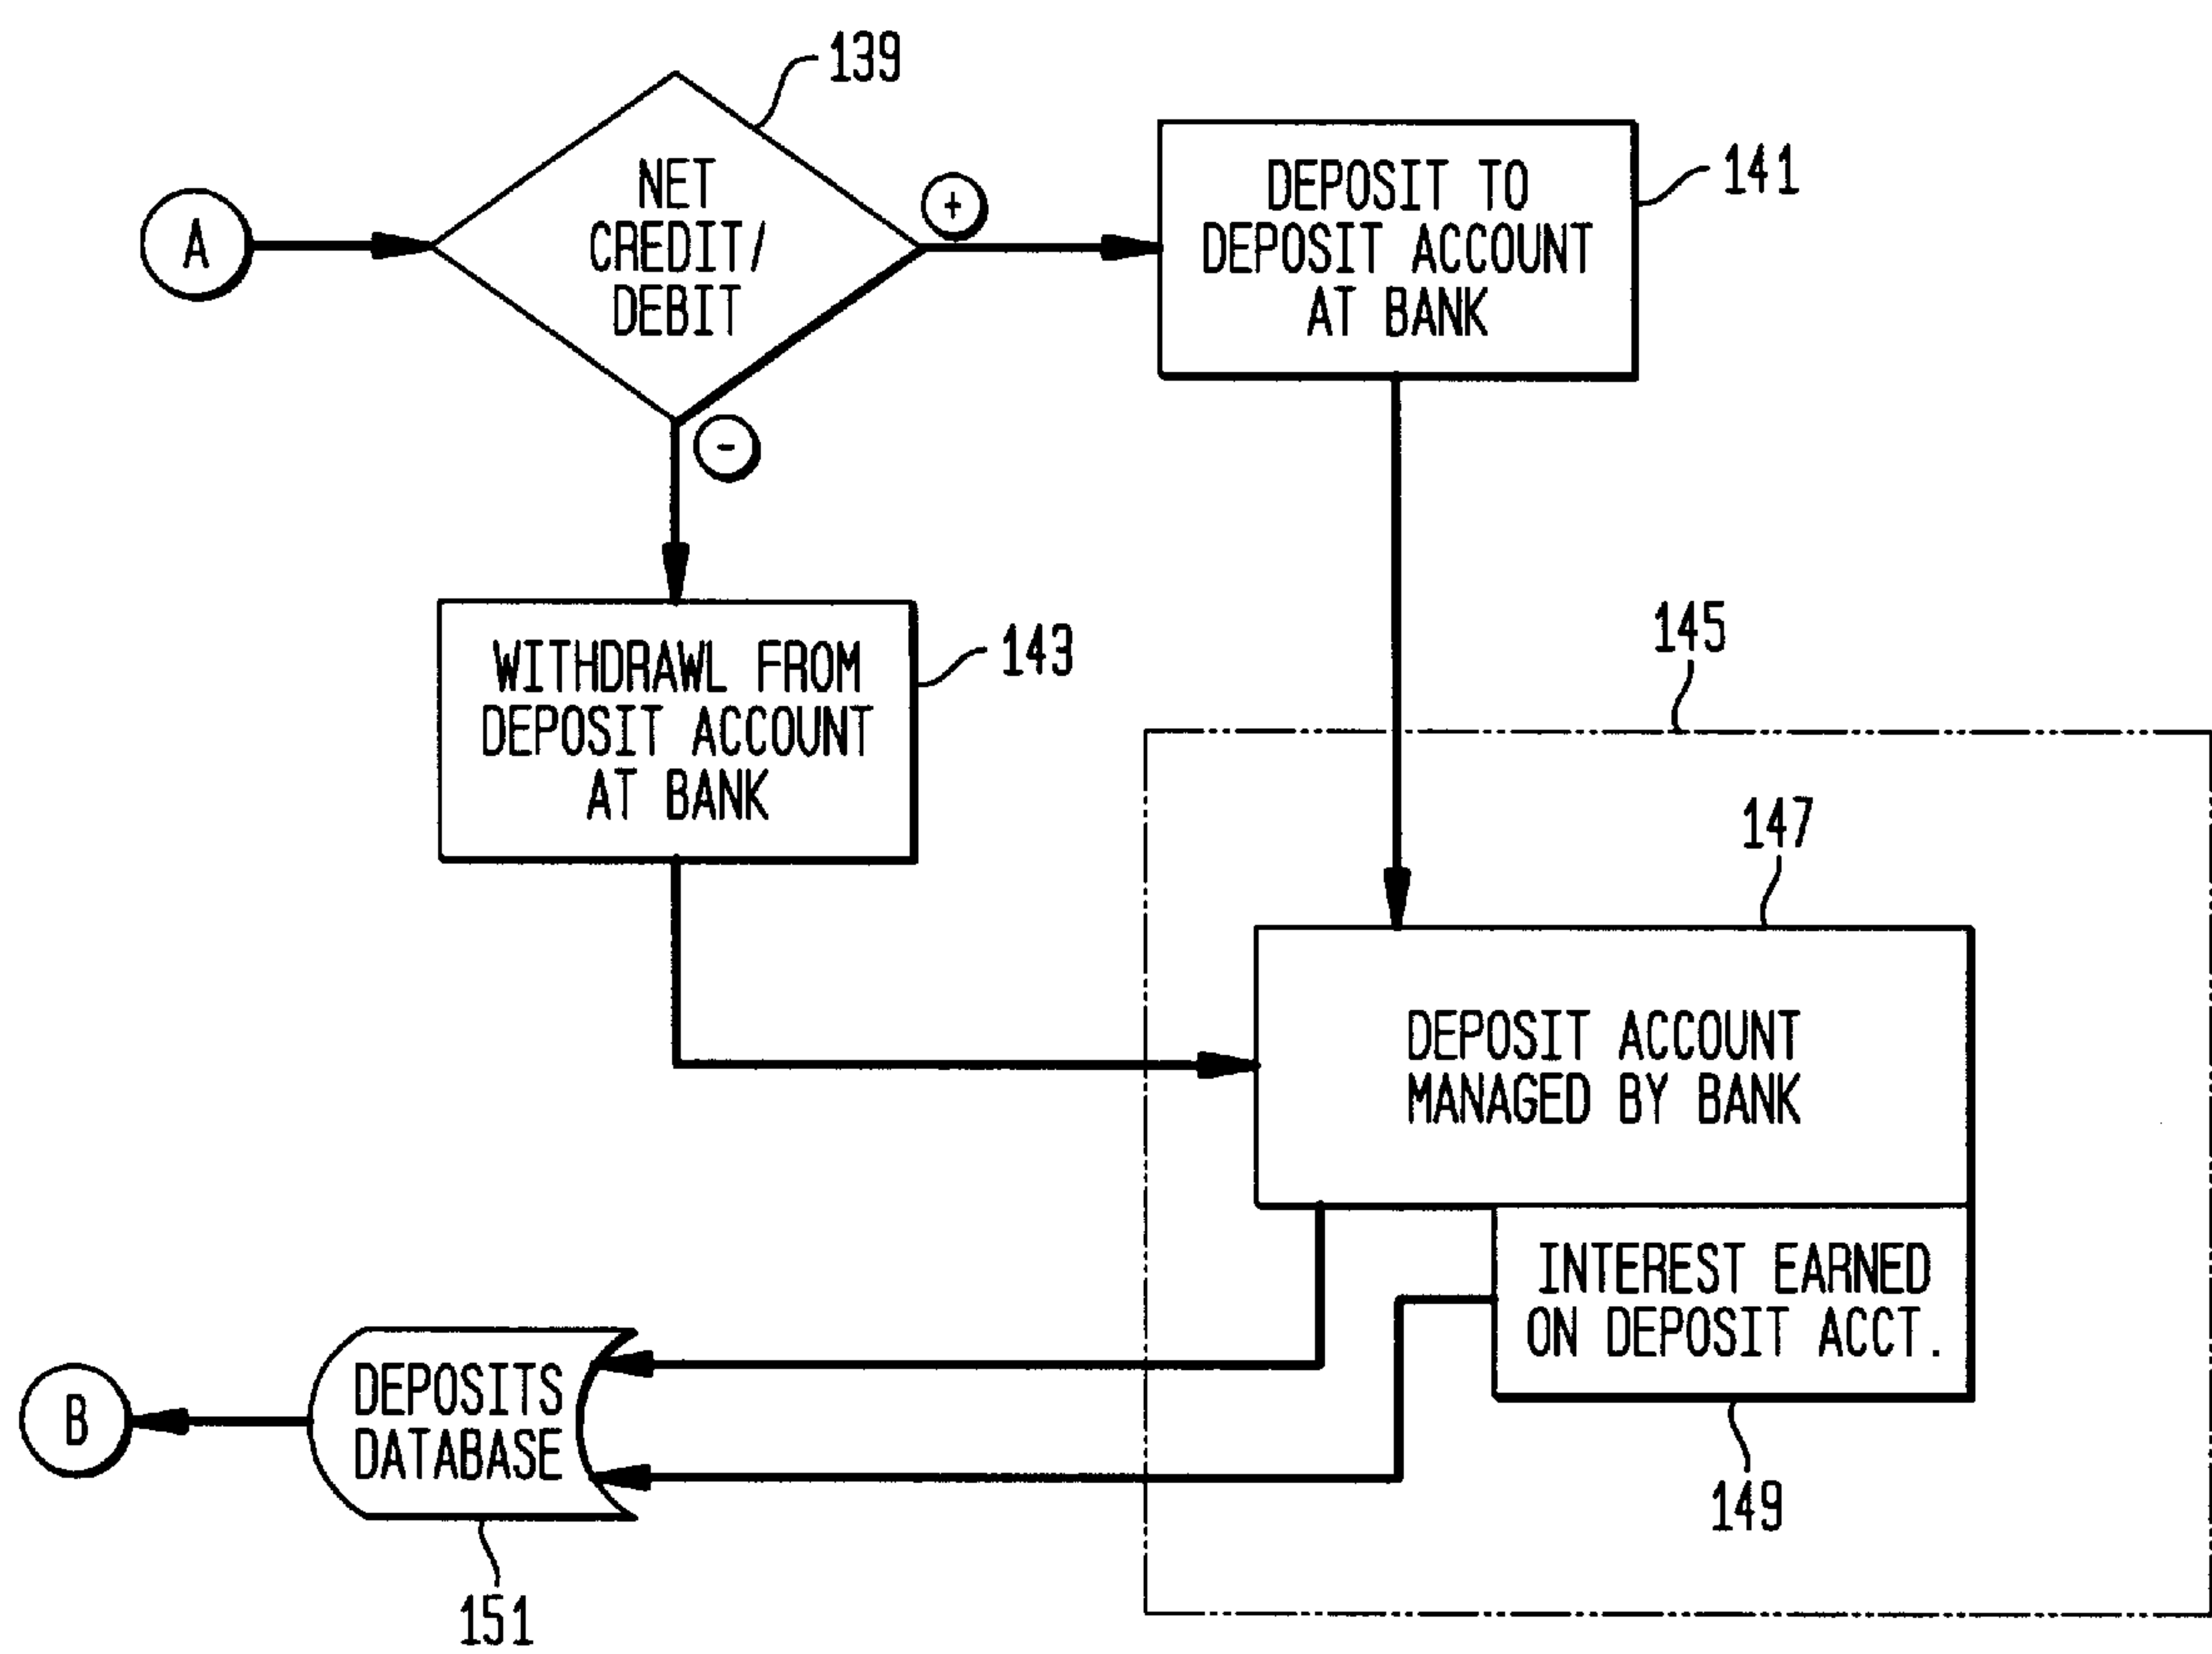 139
NET
CREDIT/
DEBIT
A
+
DEPOSIT TO
DEPOSIT ACCOUNT
AT BANK
141
-
WITHDRAWL FROM
DEPOSIT ACCOUNT
AT BANK
143
145
147
DEPOSIT ACCOUNT
MANAGED BY BANK
INTEREST EARNED
ON DEPOSIT ACCT.
149
DEPOSITS
DATABASE
B
151